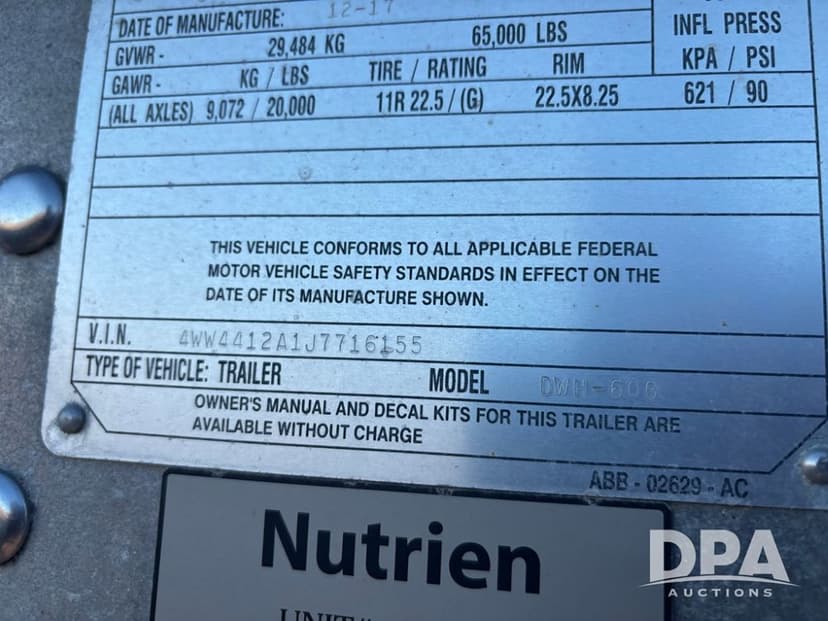 DATE OF MANUFACTURE: 12-17
GVWR - 29,484 KG 65,000 LBS
INFL PRESS
GAWR - KG / LBS TIRE / RATING RIM KPA / PSI
(ALL AXLES) 9,072 / 20,000 11R 22.5 / (G) 22.5X8.25 621 / 90
THIS VEHICLE CONFORMS TO ALL APPLICABLE FEDERAL
MOTOR VEHICLE SAFETY STANDARDS IN EFFECT ON THE
DATE OF ITS MANUFACTURE SHOWN.
V.I.N. 4WW4412A1J7716155
TYPE OF VEHICLE: TRAILER MODEL DWH-60G
OWNER'S MANUAL AND DECAL KITS FOR THIS TRAILER ARE
AVAILABLE WITHOUT CHARGE
ABB - 02629 - AC
Nutrien
DPA
AUCTIONS